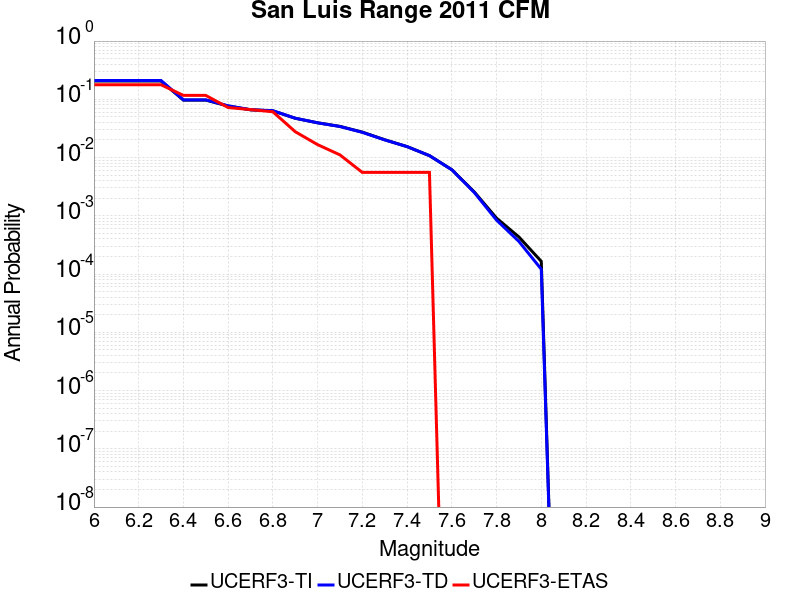 San Luis Range 2011 CFM
10^0
10^-1
10^-2
10^-3
10^-4
10^-5
10^-6
10^-7
10^-8
Annual Probability
6 6.2 6.4 6.6 6.8 7 7.2 7.4 7.6 7.8 8 8.2 8.4 8.6 8.8 9
Magnitude
UCERF3-TI UCERF3-TD UCERF3-ETAS